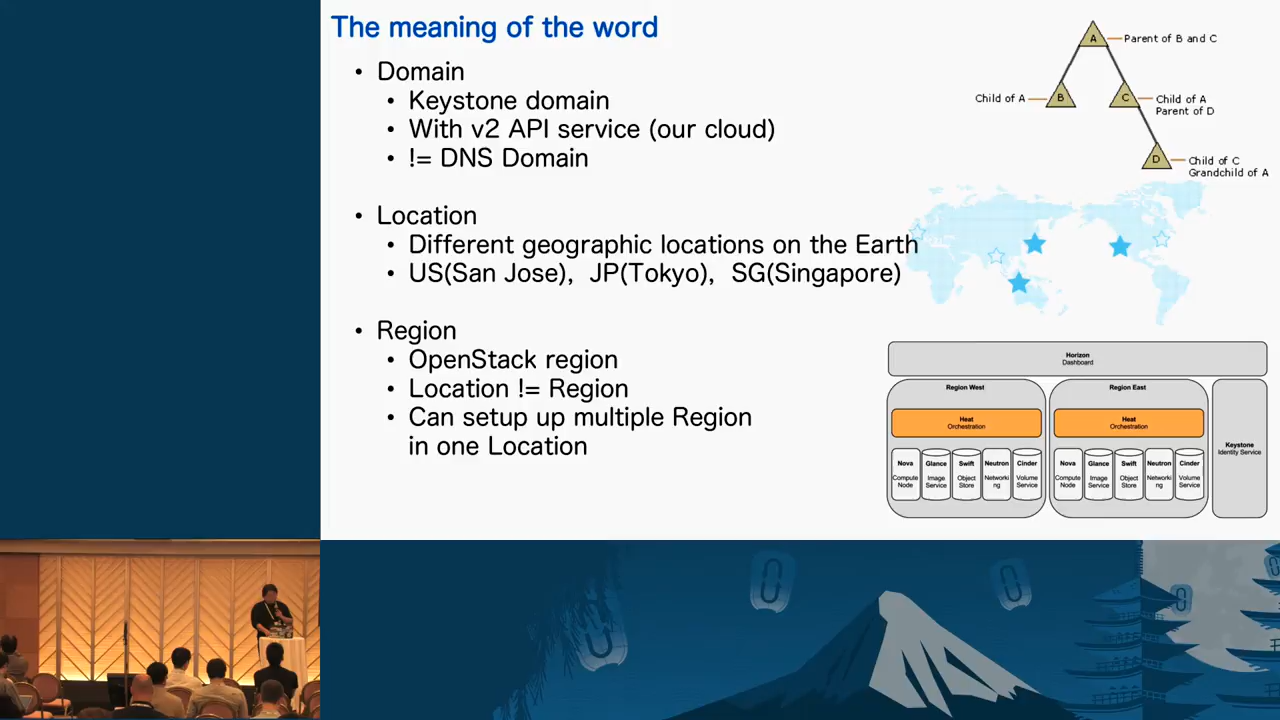 The meaning of the word
• Domain
• Keystone domain
• With v2 API service (our cloud)
• != DNS Domain
• Location
• Different geographic locations on the Earth
• US(San Jose), JP(Tokyo), SG(Singapore)
• Region
• OpenStack region
• Location != Region
• Can setup up multiple Region
in one Location
A
Parent of B and C
Child of A
B
C
Child of A
Parent of D
D
Child of C
Grandchild of A
Horizon
Dashboard
Region West
Heat
Orchestration
Nova
Compute
Node
Glance
Image
Service
Swift
Object
Store
Neutron
Networki
ng
Cinder
Volume
Service
Region East
Heat
Orchestration
Nova
Compute
Node
Glance
Image
Service
Swift
Object
Store
Neutron
Networki
ng
Cinder
Volume
Service
Keystone
Identity Service